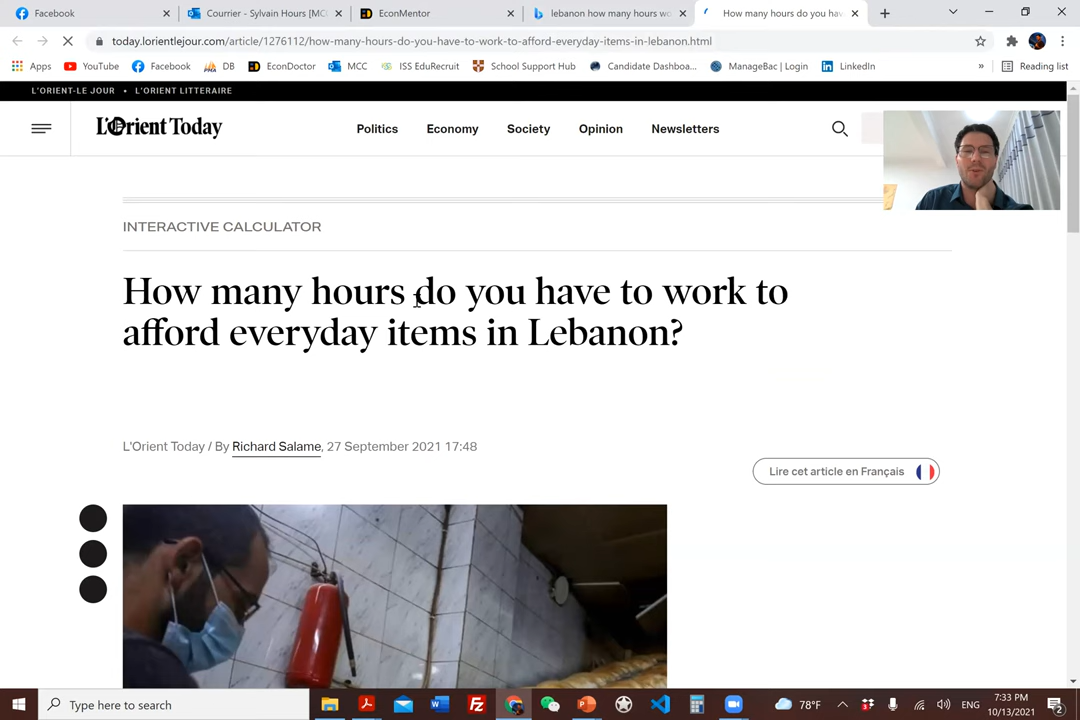 Facebook
Courrier - Sylvain Hours [MC
EconMentor
lebanon how many hours wo
How many hours do you hav
today.lorientlejour.com/article/1276112/how-many-hours-do-you-have-to-work-to-afford-everyday-items-in-lebanon.html
Apps
YouTube
Facebook
DB
EconDoctor
MCC
ISS EduRecruit
School Support Hub
Candidate Dashboa...
ManageBac | Login
LinkedIn
»
Reading list
L'ORIENT-LE JOUR • L'ORIENT LITTERAIRE
L'Orient Today
Politics
Economy
Society
Opinion
Newsletters
INTERACTIVE CALCULATOR
How many hours do you have to work to
afford everyday items in Lebanon?
L'Orient Today / By Richard Salame, 27 September 2021 17:48
Lire cet article en Français
Type here to search
78°F
ENG
7:33 PM
10/13/2021
2